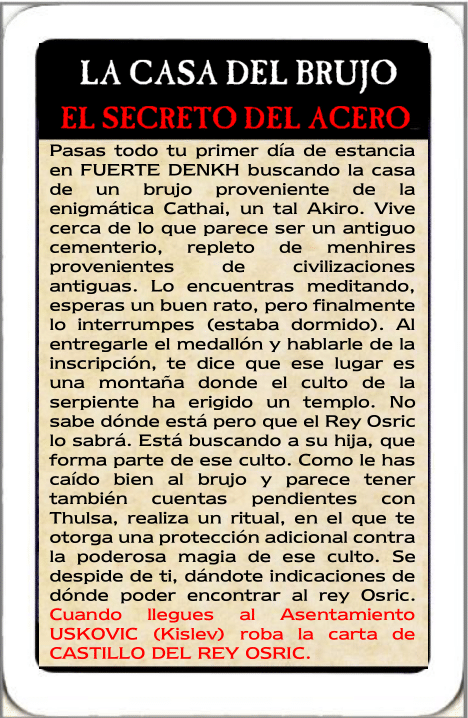 LA CASA DEL BRUJO
EL SECRETO DEL ACERO
Pasas todo tu primer día de estancia
en FUERTE DENKH buscando la casa
de un brujo proveniente de la
enigmática Cathai, un tal Akiro. Vive
cerca de lo que parece ser un antiguo
cementerio, repleto de menhires
provenientes de civilizaciones
antiguas. Lo encuentras meditando,
esperas un buen rato, pero finalmente
lo interrumpes (estaba dormido). Al
entregarle el medallón y hablarle de la
inscripción, te dice que ese lugar es
una montaña donde el culto de la
serpiente ha erigido un templo. No
sabe dónde está pero que el Rey Osric
lo sabrá. Está buscando a su hija, que
forma parte de ese culto. Como le has
caído bien al brujo y parece tener
también cuentas pendientes con
Thulsa, realiza un ritual, en el que te
otorga una protección adicional contra
la poderosa magia de ese culto. Se
despide de ti, dándote indicaciones de
dónde poder encontrar al rey Osric.
Cuando llegues al Asentamiento
USKOVIC (Kislev) roba la carta de
CASTILLO DEL REY OSRIC.